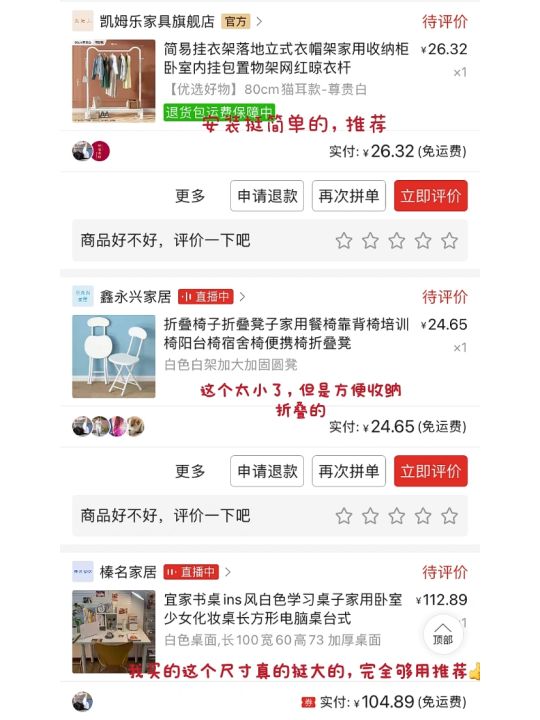 凯姆乐家具旗舰店 官方 >
待评价
简易挂衣架落地立式衣帽架家用收纳柜
¥26.32
卧室内挂包置物架网红晾衣杆
×1
【优选好物】80cm猫耳款-尊贵白
退货包运费保障中
安装挺简单的，推荐
实付: ¥26.32 (免运费)
更多
申请退款
再次拼单
立即评价
商品好不好，评价一下吧
鑫永兴家居 直播中 >
待评价
折叠椅子折叠凳子家用餐椅靠背椅培训
¥24.65
椅阳台椅宿舍椅便携椅折叠凳
×1
白色白架加大加固圆凳
这个太小了，但是方便收纳
折叠的
实付: ¥24.65 (免运费)
更多
申请退款
再次拼单
立即评价
商品好不好，评价一下吧
榛名家居 直播中 >
待评价
宜家书桌ins风白色学习桌子家用卧室
¥112.89
少女化妆桌长方形电脑桌台式
白色桌面,长100宽60高73 加厚桌面
顶部
我买的这个尺寸真的挺大的，完全够用推荐👍
券 实付: ¥104.89 (免运费)